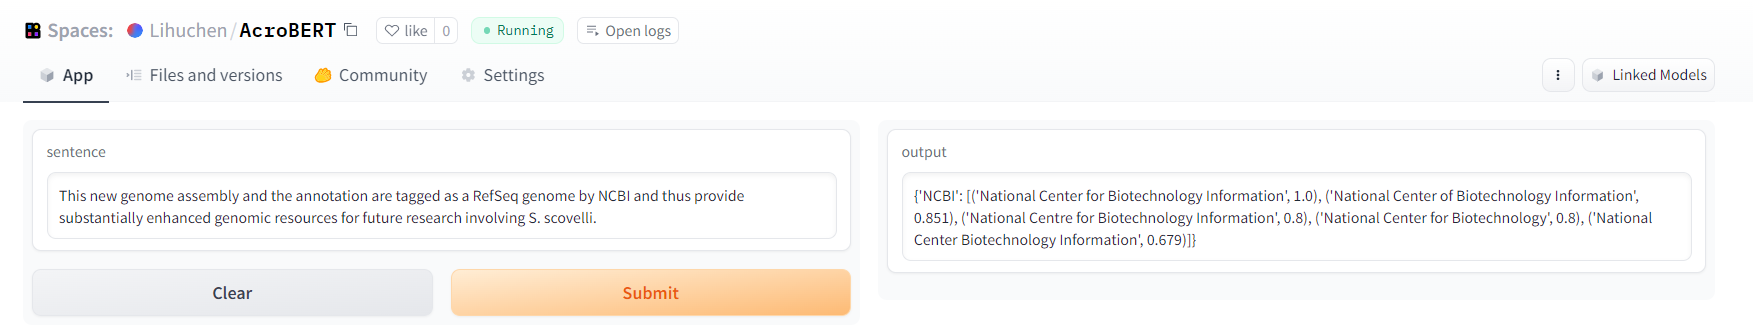 Spaces: Lihuchen/AcroBERT like 0 Running Open logs
App Files and versions Community Settings Linked Models
sentence
This new genome assembly and the annotation are tagged as a RefSeq genome by NCBI and thus provide
substantially enhanced genomic resources for future research involving S. scovelli.
Clear Submit
output
{'NCBI': [('National Center for Biotechnology Information', 1.0), ('National Center of Biotechnology Information',
0.851), ('National Centre for Biotechnology Information', 0.8), ('National Center for Biotechnology', 0.8), ('National
Center Biotechnology Information', 0.679)]}